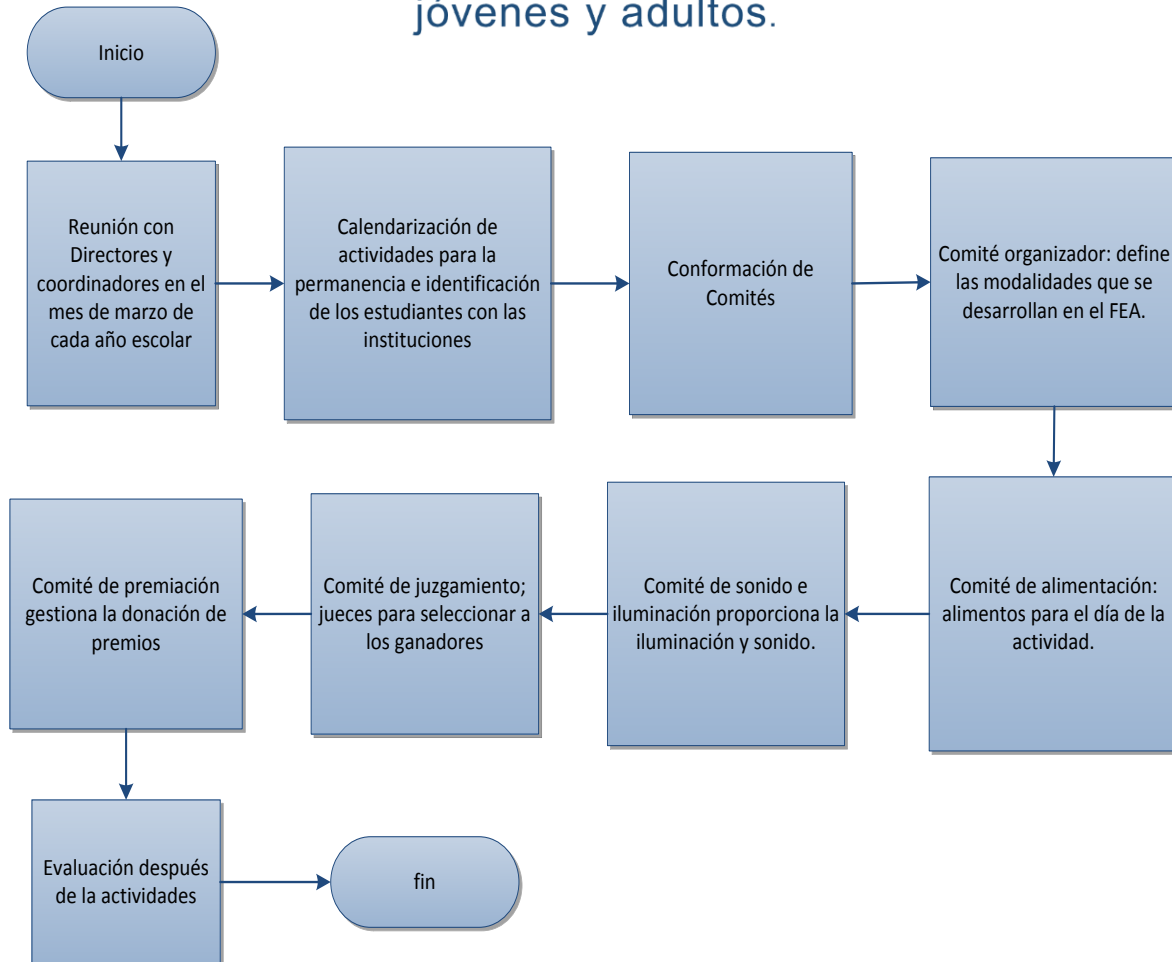 jóvenes y adultos.
Inicio
Reunión con
Directores y
coordinadores en el
mes de marzo de
cada año escolar
Calendarización de
actividades para la
permanencia e identificación
de los estudiantes con las
instituciones
Conformación de
Comités
Comité organizador: define
las modalidades que se
desarrollan en el FEA.
Comité de alimentación:
alimentos para el día de la
actividad.
Comité de sonido e
iluminación proporciona la
iluminación y sonido.
Comité de juzgamiento;
jueces para seleccionar a
los ganadores
Comité de premiación
gestiona la donación de
premios
Evaluación después
de la actividades
fin